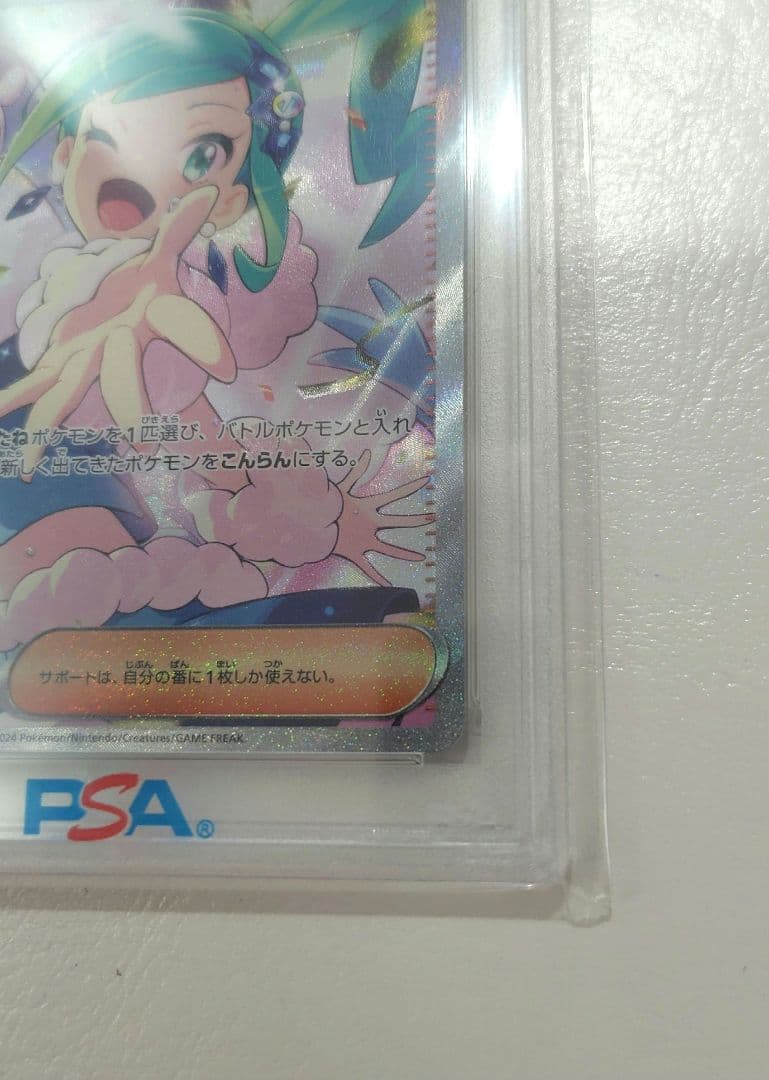 たねポケモンを1匹選び、バトルポケモンと入れ
新しく出てきたポケモンをこんらんにする。
サポートは、自分の番に1枚しか使えない。
024 Pokémon/Nintendo/Creatures/GAME FREAK
PSA®